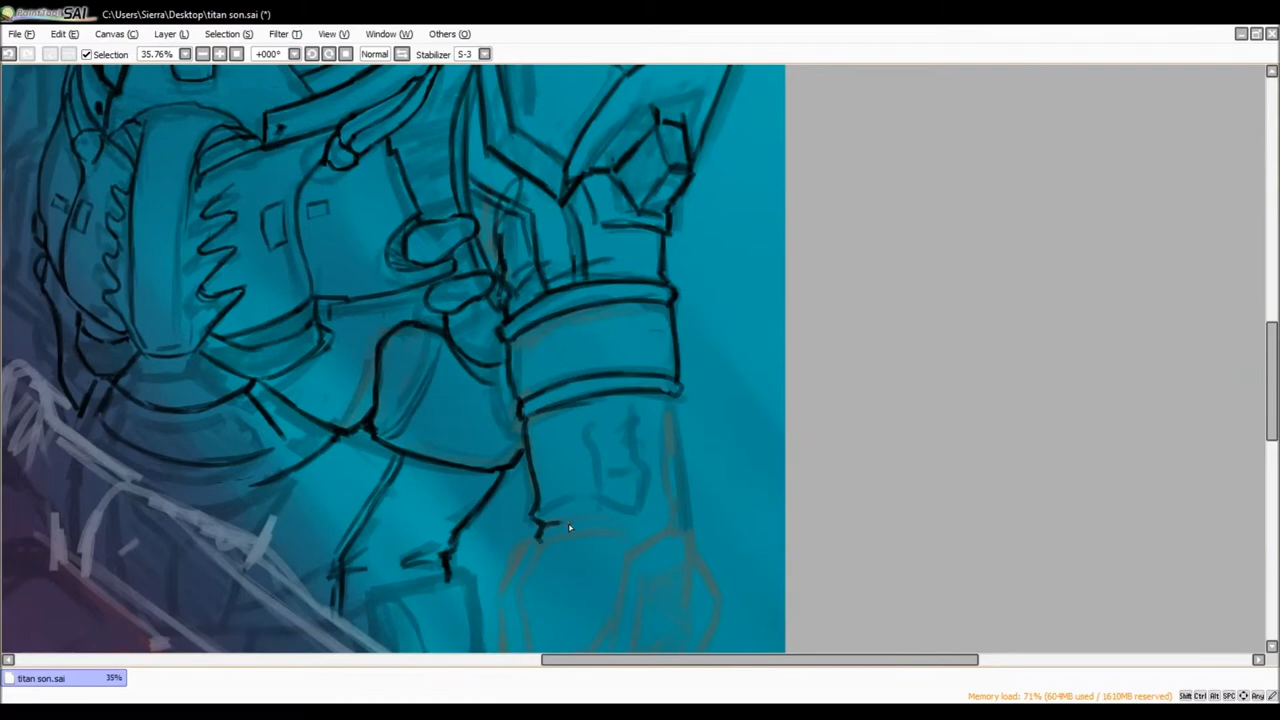 PaintTool SAI C:\Users\Sierra\Desktop\titan son.sai (*)
File (F) Edit (E) Canvas (C) Layer (L) Selection (S) Filter (T) View (V) Window (W) Others (O)
Selection 35.76% +000° Normal Stabilizer S-3
titan son.sai 35%
Memory load: 71% (604MB used / 1610MB reserved) Shift Ctrl Alt SPC Any